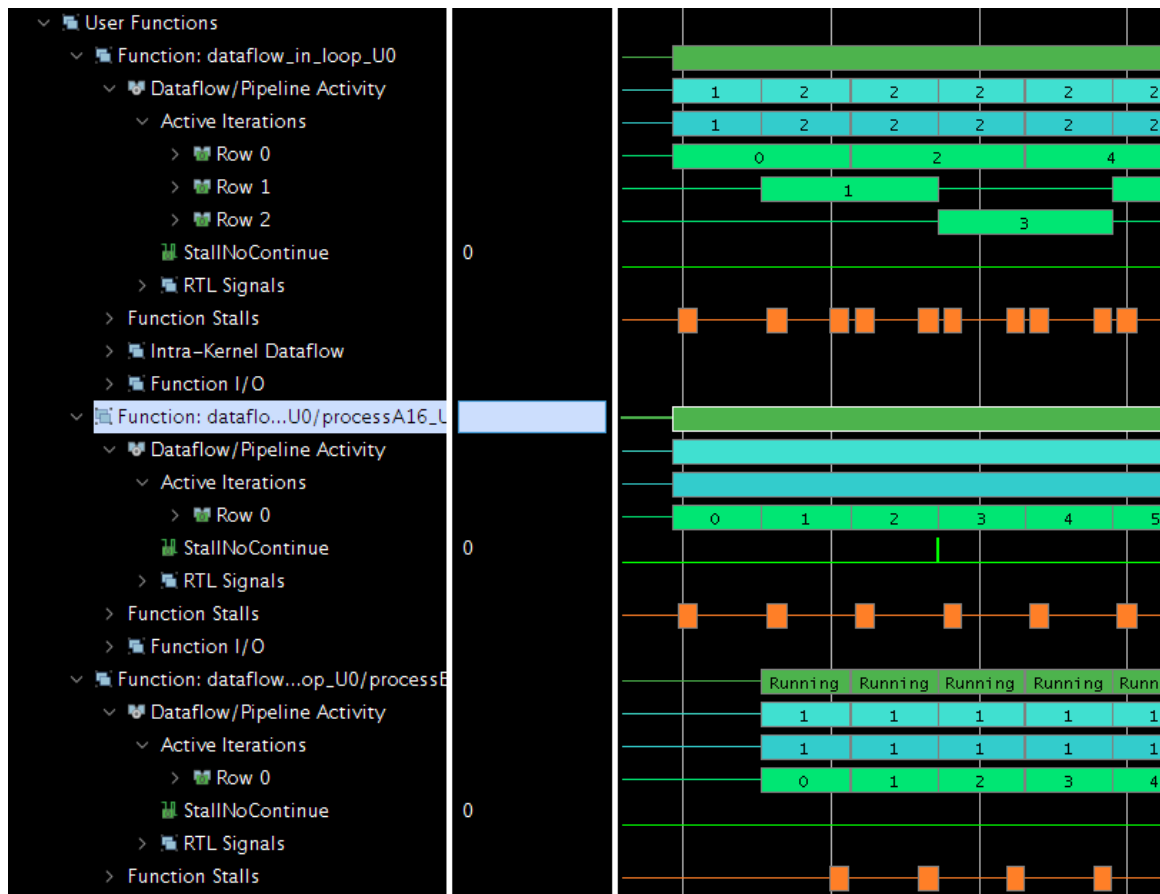 User Functions
Function: dataflow_in_loop_U0
Dataflow/Pipeline Activity 1 2 2 2 2 2
Active Iterations 1 2 2 2 2 2
Row 0 0 2 4
Row 1 1
Row 2 3
StallNoContinue 0
RTL Signals
Function Stalls
Intra-Kernel Dataflow
Function I/O
Function: dataflo...U0/processA16_U
Dataflow/Pipeline Activity
Active Iterations
Row 0 0 1 2 3 4 5
StallNoContinue 0
RTL Signals
Function Stalls
Function I/O
Function: dataflow...op_U0/processB Running Running Running Running Runn
Dataflow/Pipeline Activity 1 1 1 1 1
Active Iterations 1 1 1 1 1
Row 0 0 1 2 3 4
StallNoContinue 0
RTL Signals
Function Stalls